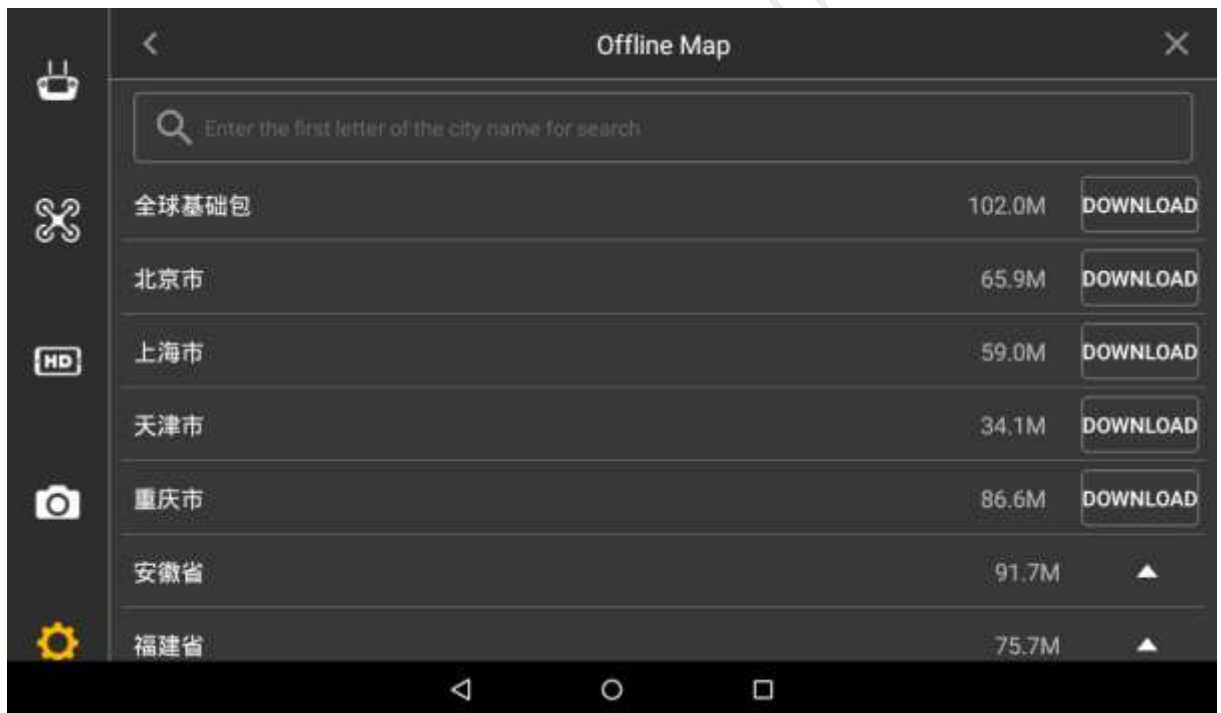 Offline Map
Enter the first letter of the city name for search
全球基础包 102.0M DOWNLOAD
北京市 65.9M DOWNLOAD
上海市 59.0M DOWNLOAD
HD
天津市 34.1M DOWNLOAD
重庆市 86.6M DOWNLOAD
安徽省 91.7M
福建省 75.7M